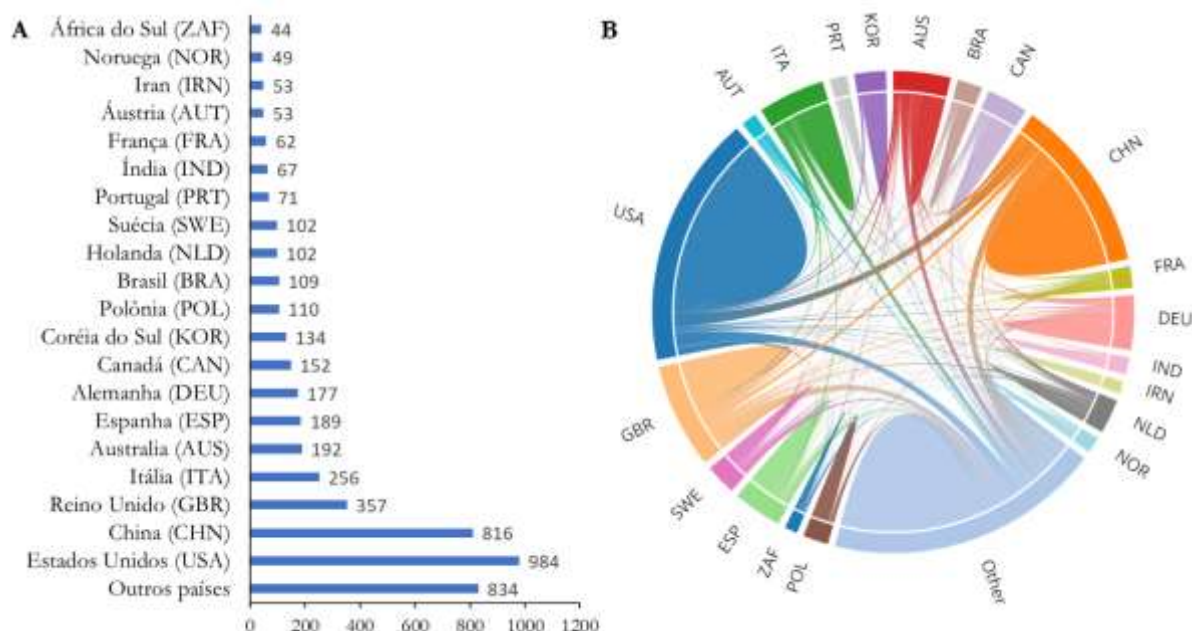 A
África do Sul (ZAF) 44
Noruega (NOR) 49
Iran (IRN) 53
Áustria (AUT) 53
França (FRA) 62
Índia (IND) 67
Portugal (PRT) 71
Suécia (SWE) 102
Holanda (NLD) 102
Brasil (BRA) 109
Polônia (POL) 110
Coréia do Sul (KOR) 134
Canadá (CAN) 152
Alemanha (DEU) 177
Espanha (ESP) 189
Australia (AUS) 192
Itália (ITA) 256
Reino Unido (GBR) 357
China (CHN) 816
Estados Unidos (USA) 984
Outros países 834
0 200 400 600 800 1000 1200
B
AUS
BRA
CAN
CHN
FRA
DEU
IND
IRN
NLD
NOR
Other
POL
ZAF
ESP
SWE
GBR
USA
AUT
ITA
PRT
KOR